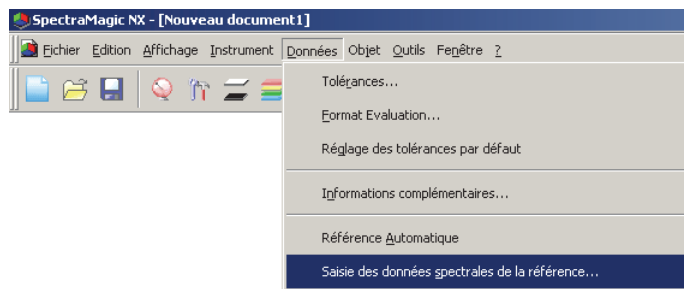 SpectraMagic NX - [Nouveau document1]
Fichier Edition Affichage Instrument Données Objet Outils Fenêtre ?
Tolérances...
Format Evaluation...
Réglage des tolérances par défaut
Informations complémentaires...
Référence Automatique
Saisie des données spectrales de la référence...